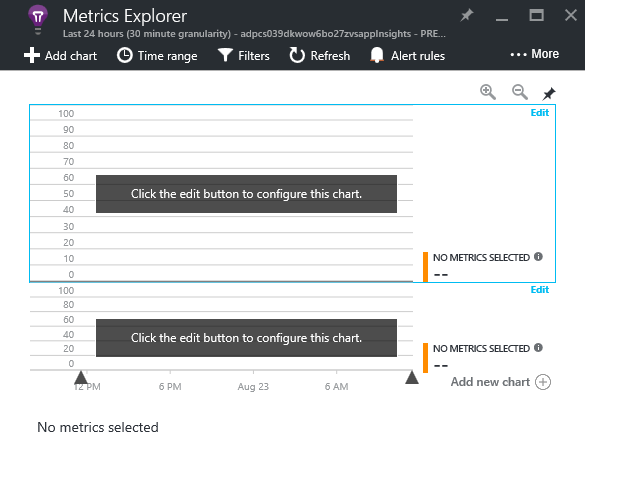 Metrics Explorer
Last 24 hours (30 minute granularity) - adpcs039dkwow6bo27zvsappInsights - PRE...
Add chart Time range Filters Refresh Alert rules ••• More
100
Edit
90
80
70
60
50 Click the edit button to configure this chart.
40
30
20
10 NO METRICS SELECTED
0 --
100
Edit
80
60
40 Click the edit button to configure this chart.
20 NO METRICS SELECTED
0 --
12 PM 6 PM Aug 23 6 AM
Add new chart
No metrics selected